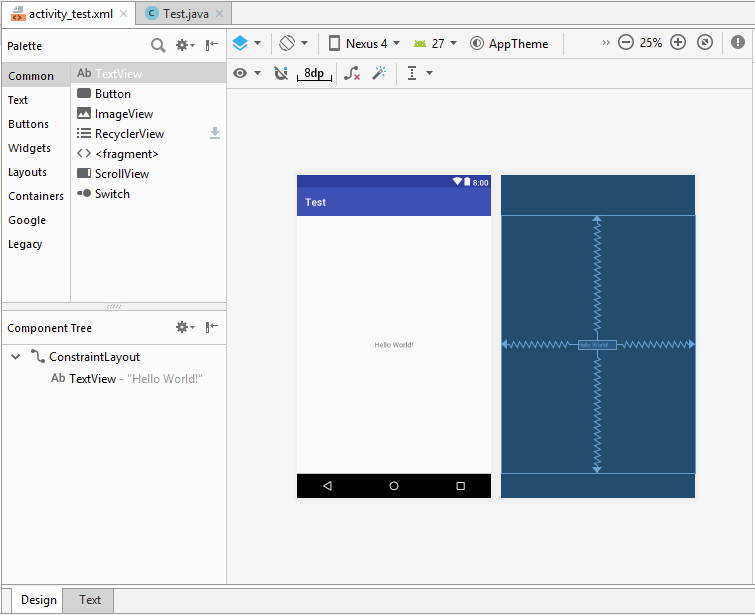 activity_test.xml Test.java
Palette Nexus 4 27 AppTheme 25%
8dp
Common
Text
Buttons
Widgets
Layouts
Containers
Google
Legacy
Ab TextView
Button
ImageView
RecyclerView
<fragment>
ScrollView
Switch
8:00
Test
Hello World!
Hello World!
Component Tree
ConstraintLayout
Ab TextView - "Hello World!"
Design Text